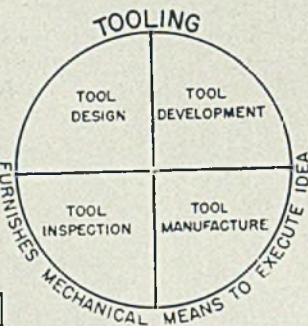 TOOLING
TOOL
DESIGN
TOOL
DEVELOPMENT
TOOL
INSPECTION
TOOL
MANUFACTURE
FURNISHES MECHANICAL MEANS TO EXECUTE IDEA